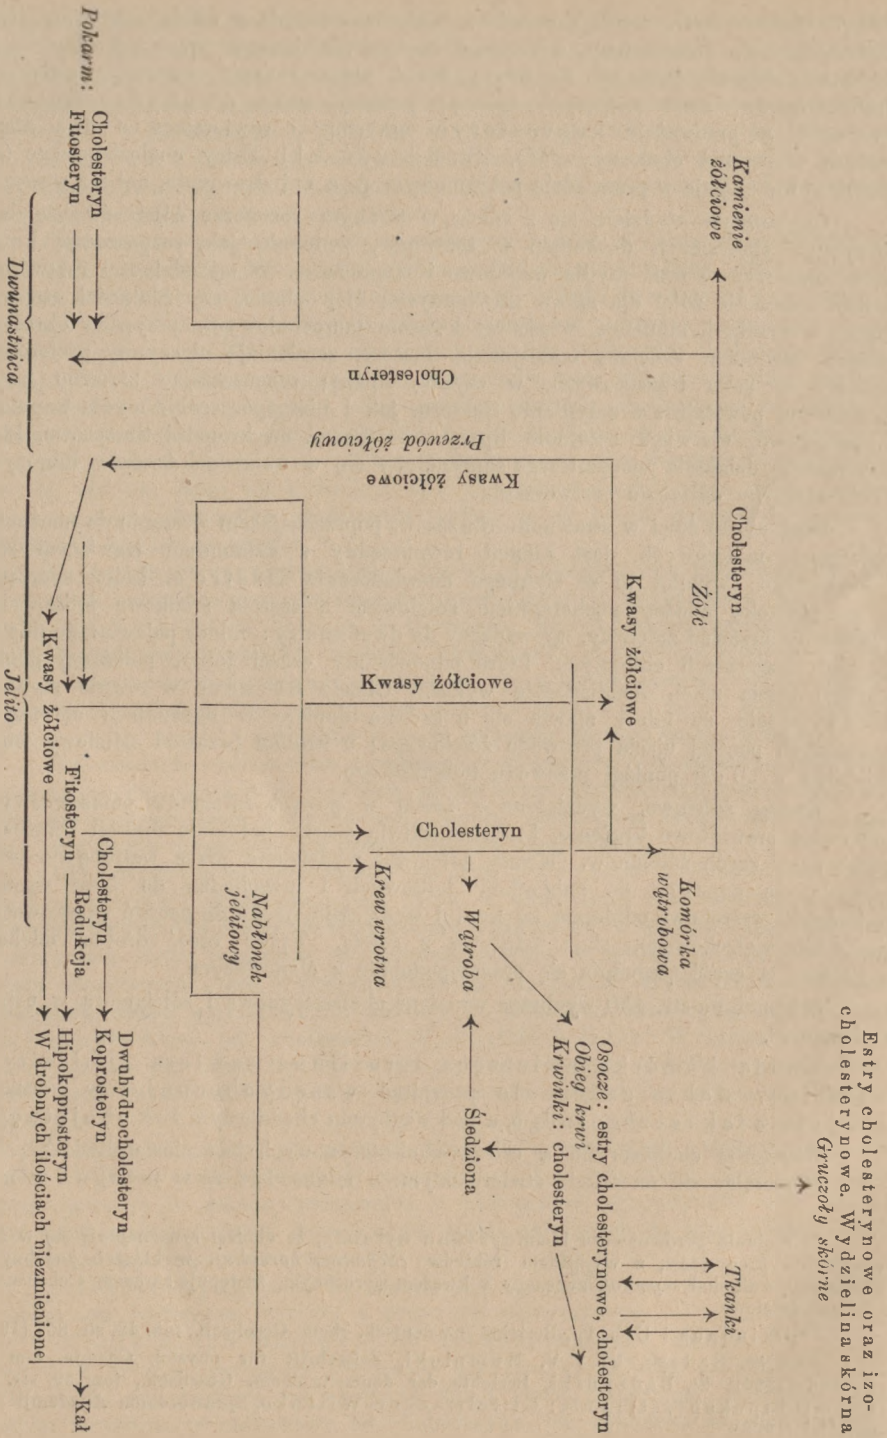 Estry cholesterynowe oraz izo-
cholesterynowe. Wydzielina skórna
Gruczoły skórne
Kamienie
żółciowe
Cholesteryn
Żółć
Komórka
wątrobowa
Tkanki
Kwasy żółciowe
Osocze: estry cholesterynowe, cholesteryn
Obieg krwi
Krwinki: cholesteryn
Cholesteryn
Przewód żółciowy
Kwasy żółciowe
Kwasy żółciowe
Cholesteryn
Wątroba
Śledziona
Krew wrotna
Nabłonek
jelitowy
Pokarm:
Cholesteryn
Fitosteryn
Cholesteryn
Redukcja
Fitosteryn
Kwasy żółciowe
Dwuhydrocholesteryn
Koprosteryn
Hipokoprosteryn
W drobnych ilościach niezmienione
Kał
Dwunastnica
Jelito